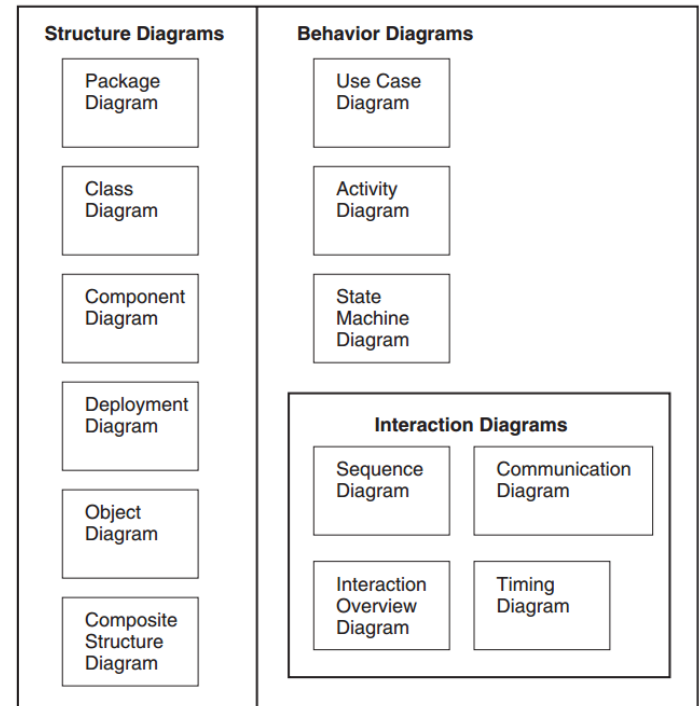 Structure Diagrams
Package
Diagram
Class
Diagram
Component
Diagram
Deployment
Diagram
Object
Diagram
Composite
Structure
Diagram
Behavior Diagrams
Use Case
Diagram
Activity
Diagram
State
Machine
Diagram
Interaction Diagrams
Sequence
Diagram
Communication
Diagram
Interaction
Overview
Diagram
Timing
Diagram